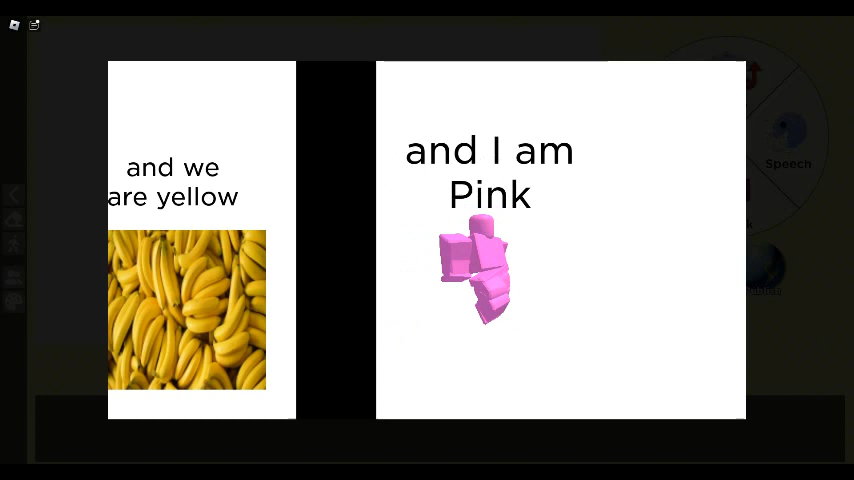 and we
are yellow
and I am
Pink
Speech